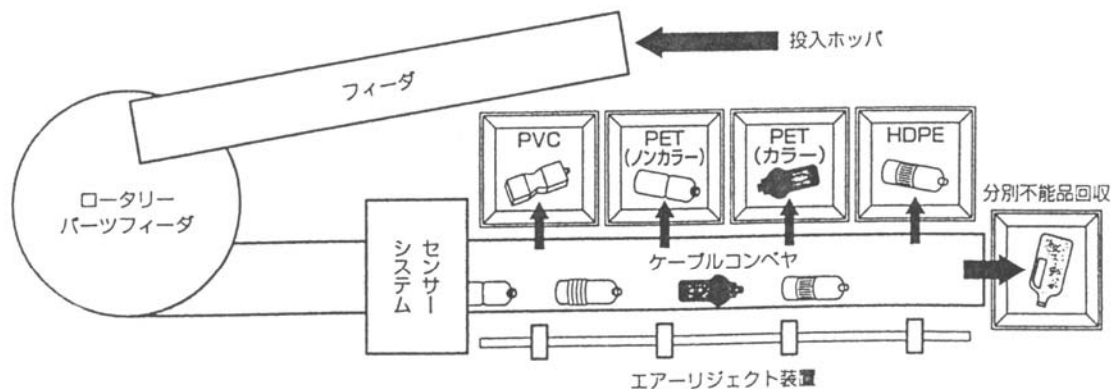 投入ホッパ
フィーダ
ロータリー
パーツフィーダ
PVC
PET
(ノンカラー)
PET
(カラー)
HDPE
分別不能品回収
センサー
システム
ケーブルコンベヤ
エアーリジェクト装置